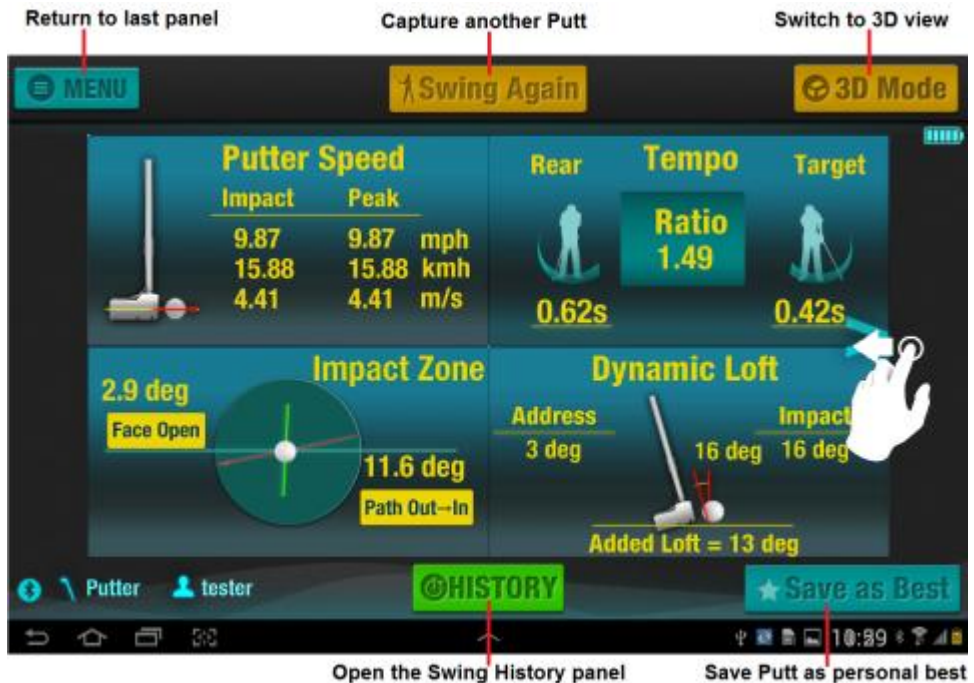 Return to last panel
Capture another Putt
Switch to 3D view
MENU
Swing Again
3D Mode
Putter Speed
Impact Peak
9.87 9.87 mph
15.88 15.88 kmh
4.41 4.41 m/s
Rear Tempo Target
Ratio
1.49
0.62s 0.42s
Impact Zone
2.9 deg
Face Open
11.6 deg
Path Out→In
Dynamic Loft
Address Impact
3 deg 16 deg 16 deg
Added Loft = 13 deg
Putter tester
HISTORY
Save as Best
10:59
Open the Swing History panel
Save Putt as personal best